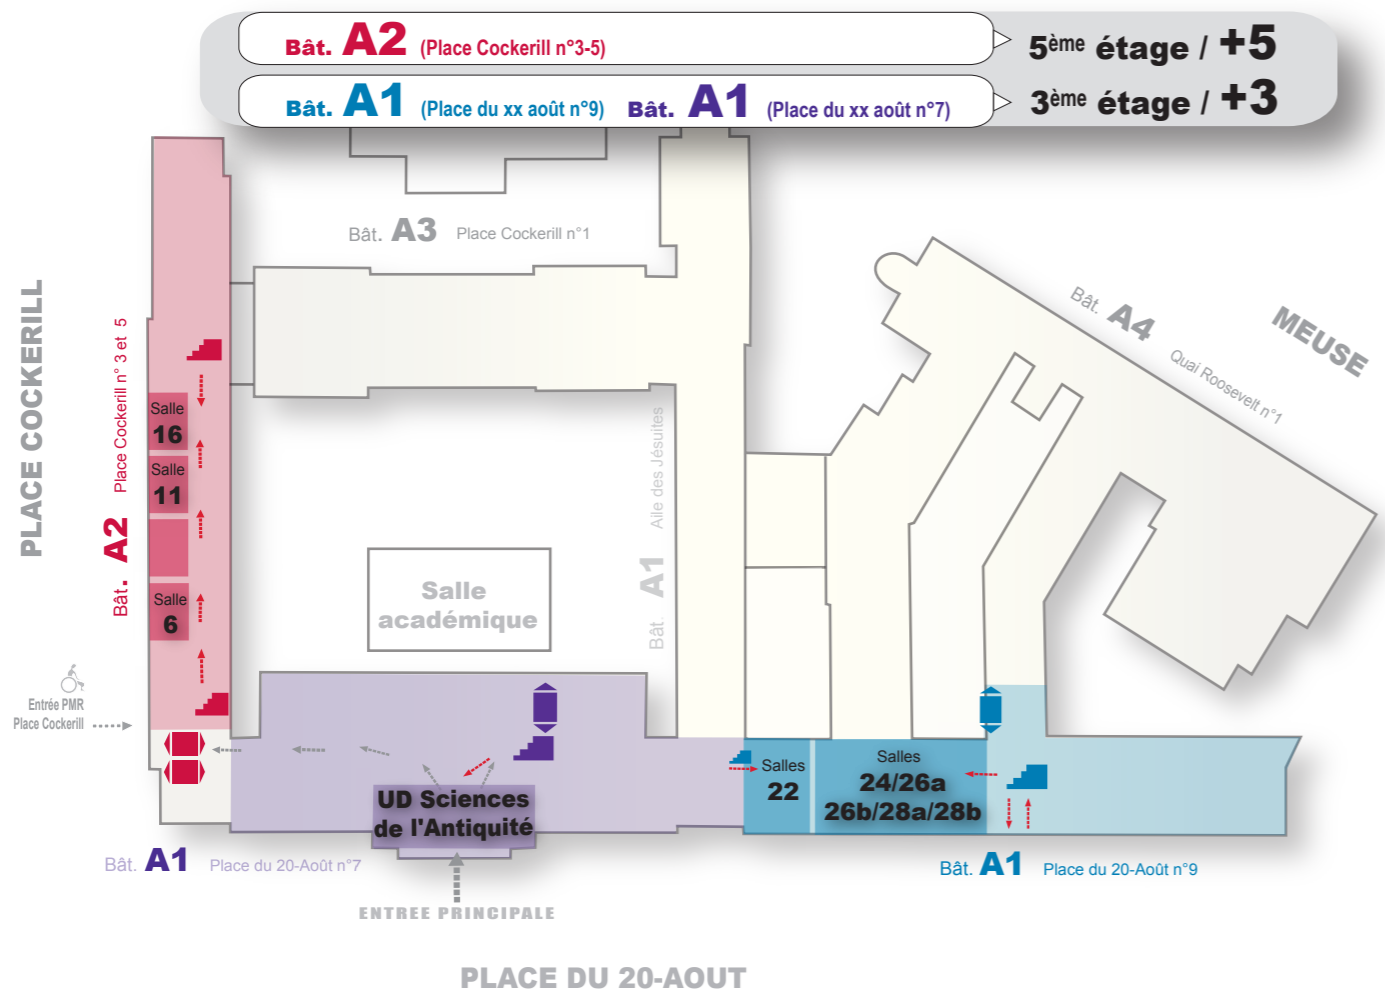 Bât. A2 (Place Cockerill n°3-5)
5ème étage / +5
Bât. A1 (Place du xx août n°9) Bât. A1 (Place du xx août n°7)
3ème étage / +3
Bât. A3 Place Cockerill n°1
Bât. A4 Quai Roosevelt n°1
MEUSE
PLACE COCKERILL
Bât. A2 Place Cockerill n° 3 et 5
Salle
16
Salle
11
Salle
6
Bât. A1 Aile des Jésuites
Salle
académique
Entrée PMR
Place Cockerill
Salles
22
Salles
24/26a
26b/28a/28b
UD Sciences
de l'Antiquité
Bât. A1 Place du 20-Août n°7
Bât. A1 Place du 20-Août n°9
ENTREE PRINCIPALE
PLACE DU 20-AOUT